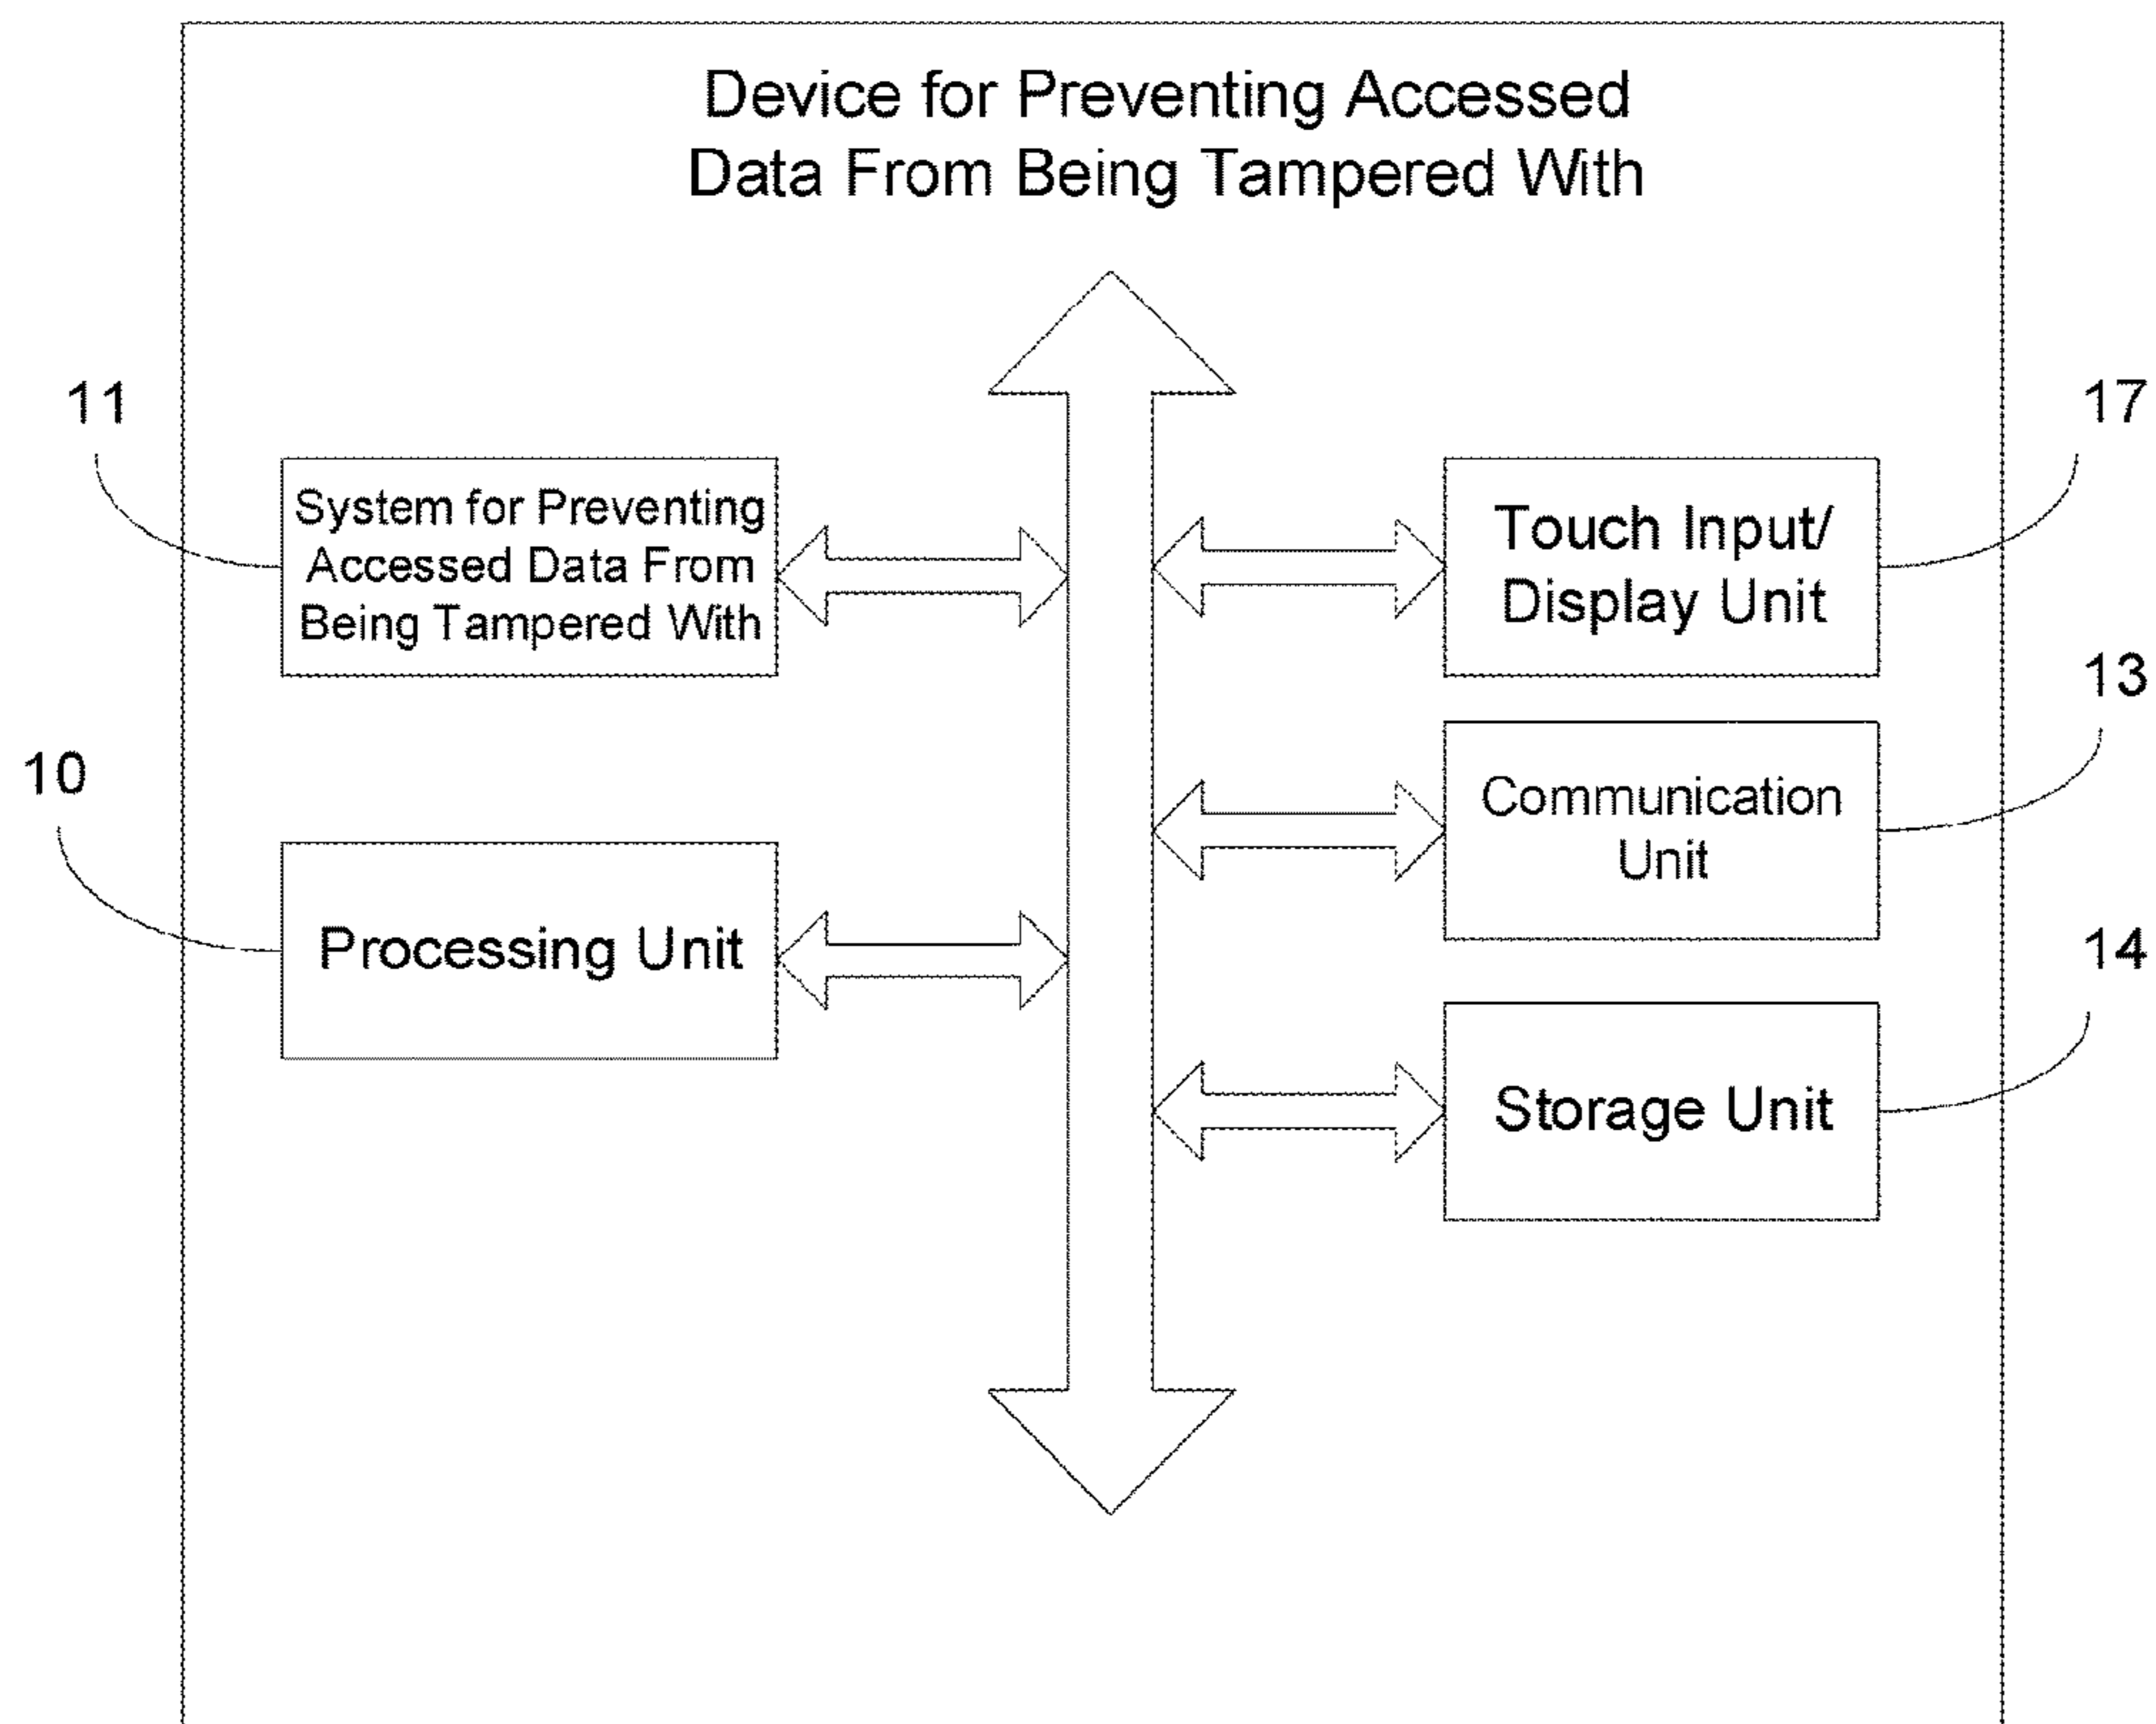 Device for Preventing Accessed
Data From Being Tampered With
11
System for Preventing
Accessed Data From
Being Tampered With
17
Touch Input/
Display Unit
13
Communication
Unit
10
Processing Unit
14
Storage Unit